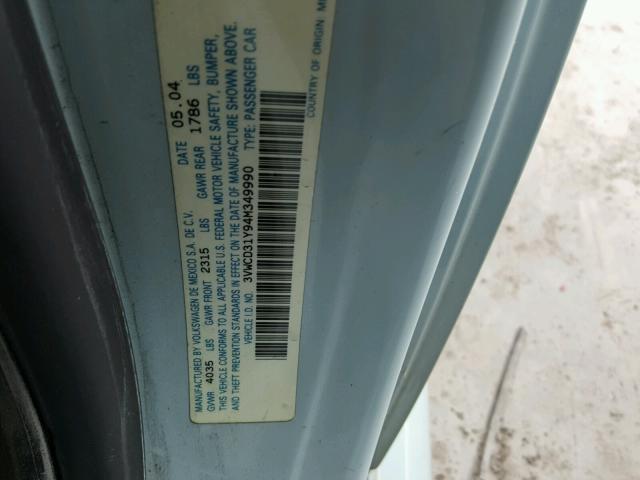 MANUFACTURED BY VOLKSWAGEN DE MEXICO S.A. DE C.V. DATE 05.04
GVWR 4035 LBS GAWR FRONT 2315 LBS GAWR REAR 1786 LBS
THIS VEHICLE CONFORMS TO ALL APPLICABLE U.S. FEDERAL MOTOR VEHICLE SAFETY, BUMPER,
AND THEFT PREVENTION STANDARDS IN EFFECT ON THE DATE OF MANUFACTURE SHOWN ABOVE.
VEHICLE I.D. NO. 3VWCD31Y94M349990 TYPE: PASSENGER CAR
COUNTRY OF ORIGIN